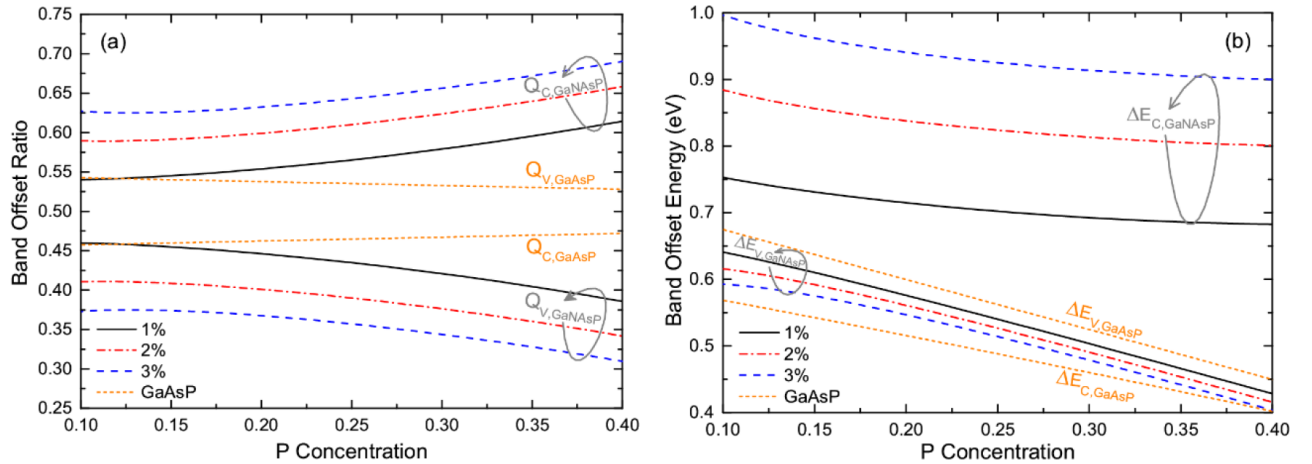 (a)
Band Offset Ratio
0.75
0.70
0.65
0.60
0.55
0.50
0.45
0.40
0.35
0.30
0.25
Q_C,GaNAsP
Q_V,GaAsP
Q_C,GaAsP
Q_V,GaNAsP
1%
2%
3%
GaAsP
0.10 0.15 0.20 0.25 0.30 0.35 0.40
P Concentration
(b)
Band Offset Energy (eV)
1.0
0.9
0.8
0.7
0.6
0.5
0.4
ΔE_C,GaNAsP
ΔE_V,GaNAsP
ΔE_V,GaAsP
ΔE_C,GaAsP
1%
2%
3%
GaAsP
0.10 0.15 0.20 0.25 0.30 0.35 0.40
P Concentration